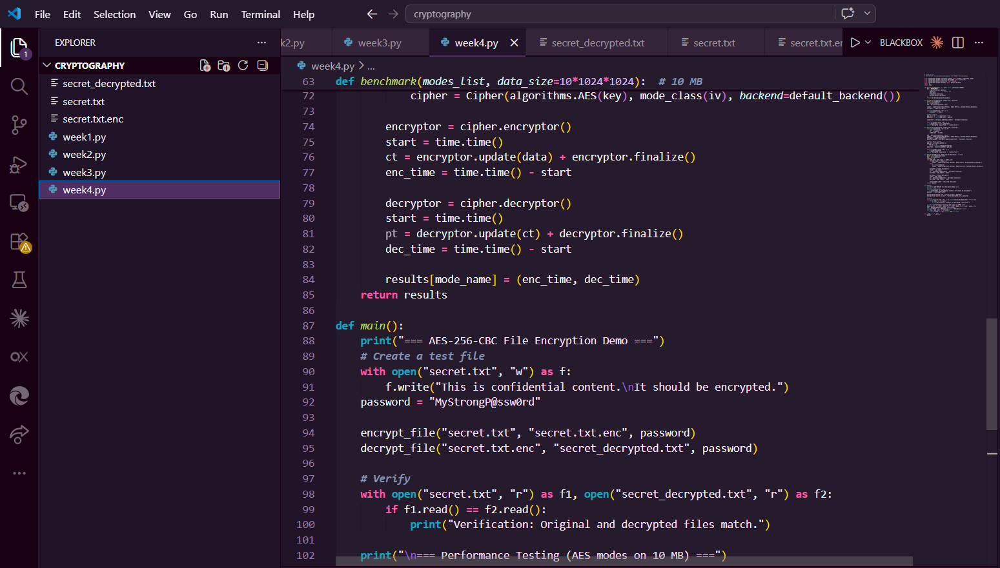 File Edit Selection View Go Run Terminal Help
cryptography
1
EXPLORER
CRYPTOGRAPHY
secret_decrypted.txt
secret.txt
secret.txt.enc
week1.py
week2.py
week3.py
week4.py
k2.py
week3.py
week4.py
secret_decrypted.txt
secret.txt
secret.txt.er
BLACKBOX
week4.py > ...
63 def benchmark(modes_list, data_size=10*1024*1024):  # 10 MB
72 cipher = Cipher(algorithms.AES(key), mode_class(iv), backend=default_backend())
73
74 encryptor = cipher.encryptor()
75 start = time.time()
76 ct = encryptor.update(data) + encryptor.finalize()
77 enc_time = time.time() - start
78
79 decryptor = cipher.decryptor()
80 start = time.time()
81 pt = decryptor.update(ct) + decryptor.finalize()
82 dec_time = time.time() - start
83
84 results[mode_name] = (enc_time, dec_time)
85 return results
86
87 def main():
88 print("=== AES-256-CBC File Encryption Demo ===")
89 # Create a test file
90 with open("secret.txt", "w") as f:
91 f.write("This is confidential content.\nIt should be encrypted.")
92 password = "MyStrongP@ssw0rd"
93
94 encrypt_file("secret.txt", "secret.txt.enc", password)
95 decrypt_file("secret.txt.enc", "secret_decrypted.txt", password)
96
97 # Verify
98 with open("secret.txt", "r") as f1, open("secret_decrypted.txt", "r") as f2:
99 if f1.read() == f2.read():
100 print("Verification: Original and decrypted files match.")
101
102 print("\n=== Performance Testing (AES modes on 10 MB) ===")